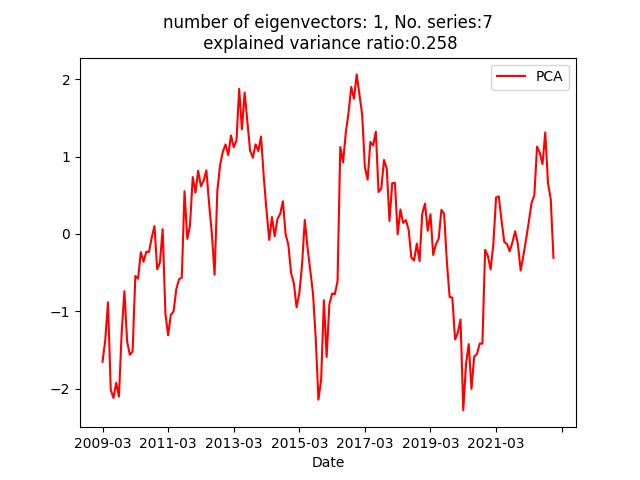 number of eigenvectors: 1, No. series:7
explained variance ratio:0.258
PCA
2
1
0
−1
−2
2009-03 2011-03 2013-03 2015-03 2017-03 2019-03 2021-03
Date